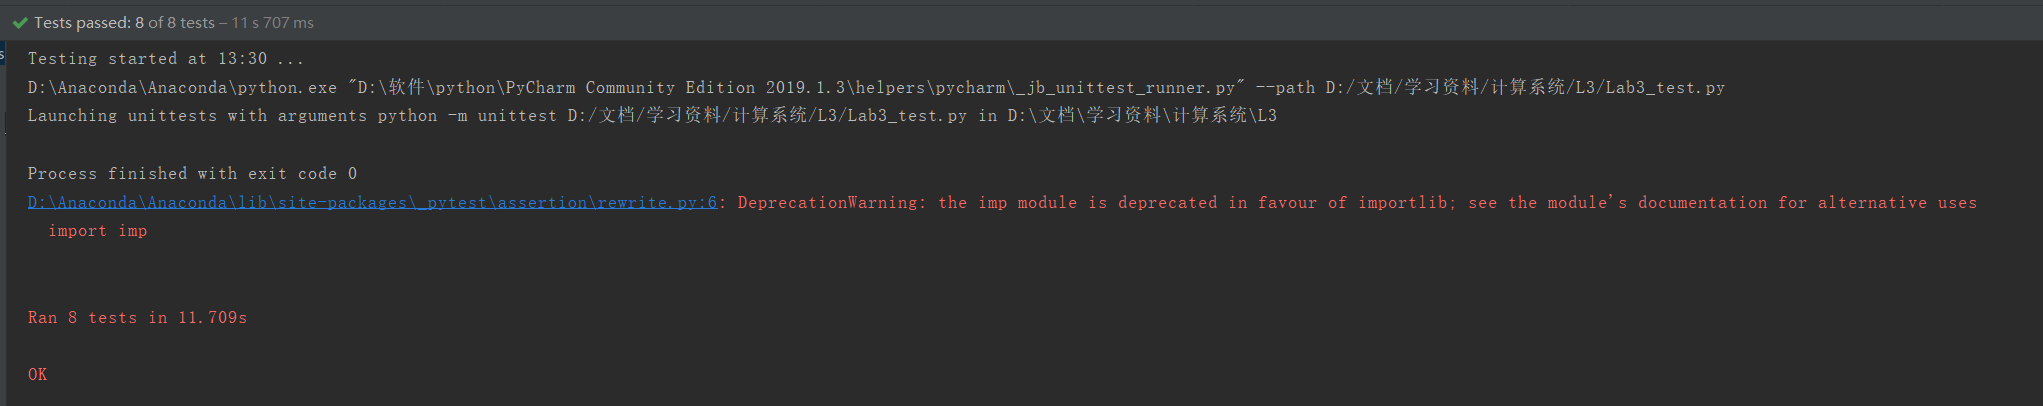 Tests passed: 8 of 8 tests – 11 s 707 ms
Testing started at 13:30 ...
D:\Anaconda\Anaconda\python.exe "D:\软件\python\PyCharm Community Edition 2019.1.3\helpers\pycharm\_jb_unittest_runner.py" --path D:/文档/学习资料/计算系统/L3/Lab3_test.py
Launching unittests with arguments python -m unittest D:/文档/学习资料/计算系统/L3/Lab3_test.py in D:\文档\学习资料\计算系统\L3
Process finished with exit code 0
D:\Anaconda\Anaconda\lib\site-packages\_pytest\assertion\rewrite.py:6: DeprecationWarning: the imp module is deprecated in favour of importlib; see the module's documentation for alternative uses
import imp
Ran 8 tests in 11.709s
OK